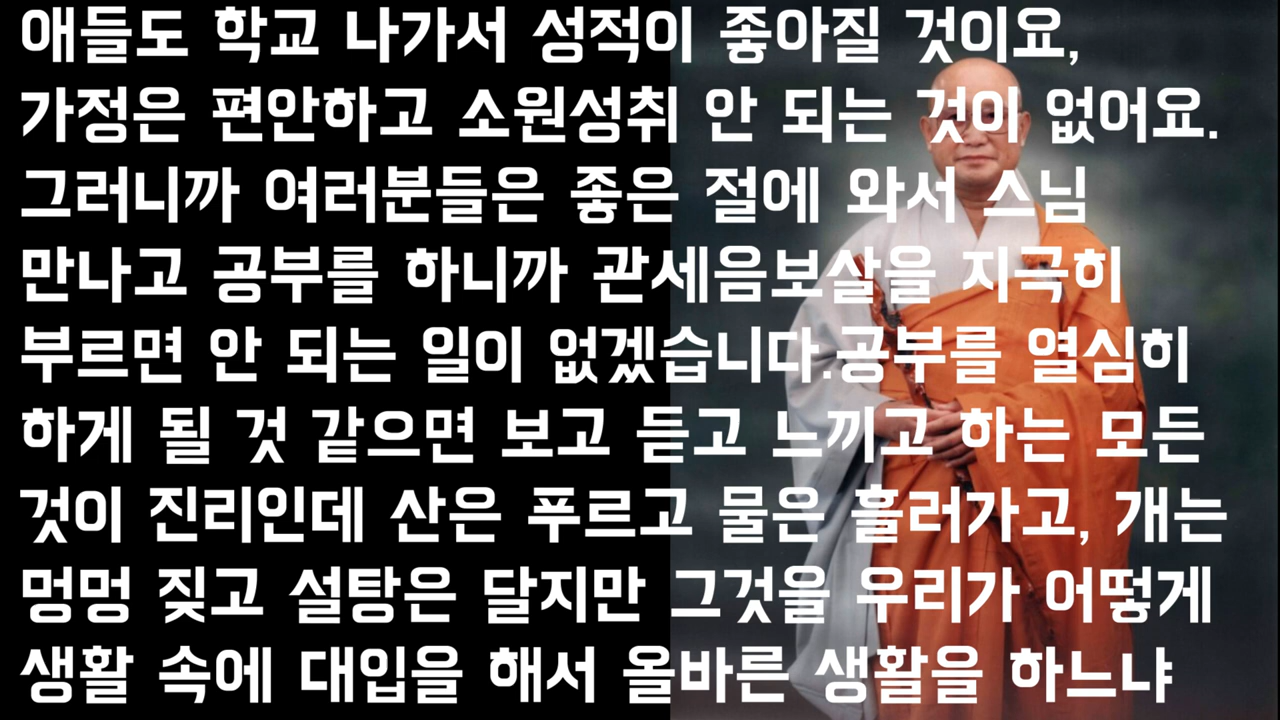 애들도 학교 나가서 성적이 좋아질 것이요,
가정은 편안하고 소원성취 안 되는 것이 없어요.
그러니까 여러분들은 좋은 절에 와서 스님
만나고 공부를 하니까 관세음보살을 지극히
부르면 안 되는 일이 없겠습니다.공부를 열심히
하게 될 것 같으면 보고 듣고 느끼고 하는 모든
것이 진리인데 산은 푸르고 물은 흘러가고, 개는
멍멍 짖고 설탕은 달지만 그것을 우리가 어떻게
생활 속에 대입을 해서 올바른 생활을 하느냐